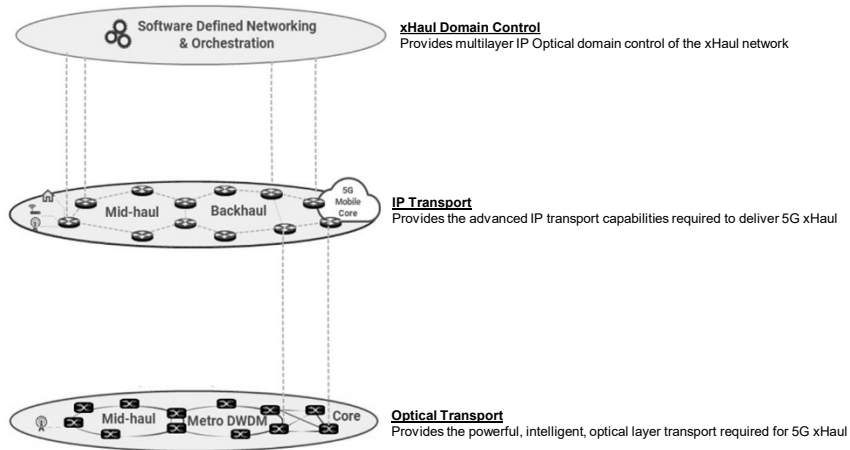 Software Defined Networking
& Orchestration
xHaul Domain Control
Provides multilayer IP Optical domain control of the xHaul network
5G
Mobile
Core
Mid-haul
Backhaul
IP Transport
Provides the advanced IP transport capabilities required to deliver 5G xHaul
Mid-haul
Metro DWDM
Core
Optical Transport
Provides the powerful, intelligent, optical layer transport required for 5G xHaul